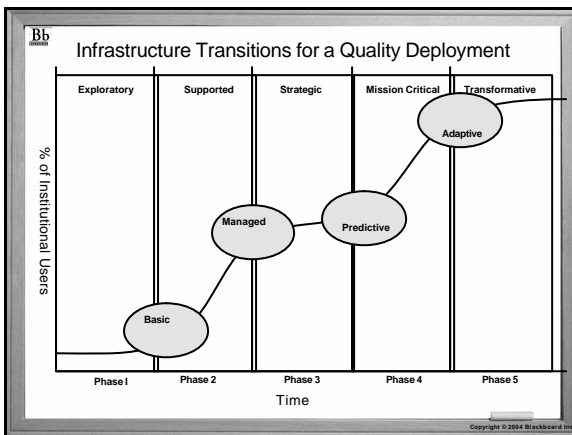 Bb
Infrastructure Transitions for a Quality Deployment
Exploratory
Supported
Strategic
Mission Critical
Transformative
Adaptive
Managed
Predictive
Basic
% of Institutional Users
Phase I
Phase 2
Phase 3
Phase 4
Phase 5
Time
Copyright © 2004 Blackboard Inc